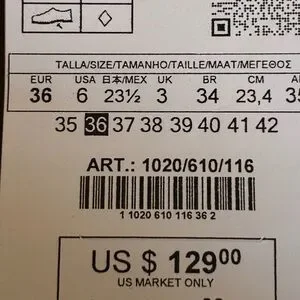 TALLA/SIZE/TAMANHO/TAILLE/MAAT/ΜΕΓΕΘΟΣ
EUR USA 日本/MEX UK BR CM
36 6 23½ 3 34 23,4
35 36 37 38 39 40 41 42
ART.: 1020/610/116
1 1020 610 116 36 2
US $ 129⁰⁰
US MARKET ONLY